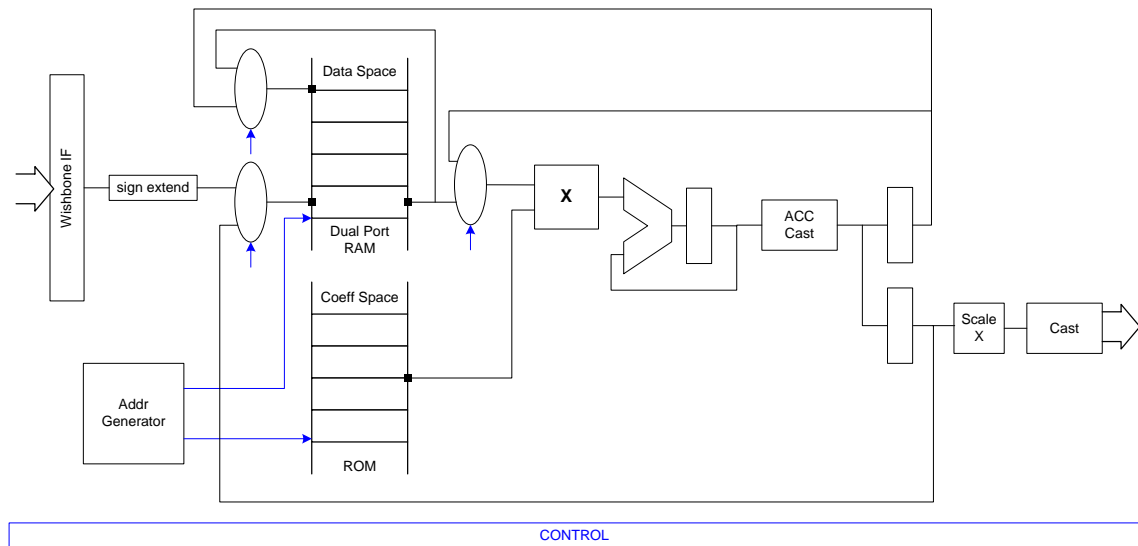 Wishbone IF
sign extend
Data Space
Dual Port
RAM
Coeff Space
ROM
Addr
Generator
X
ACC
Cast
Scale
X
Cast
CONTROL